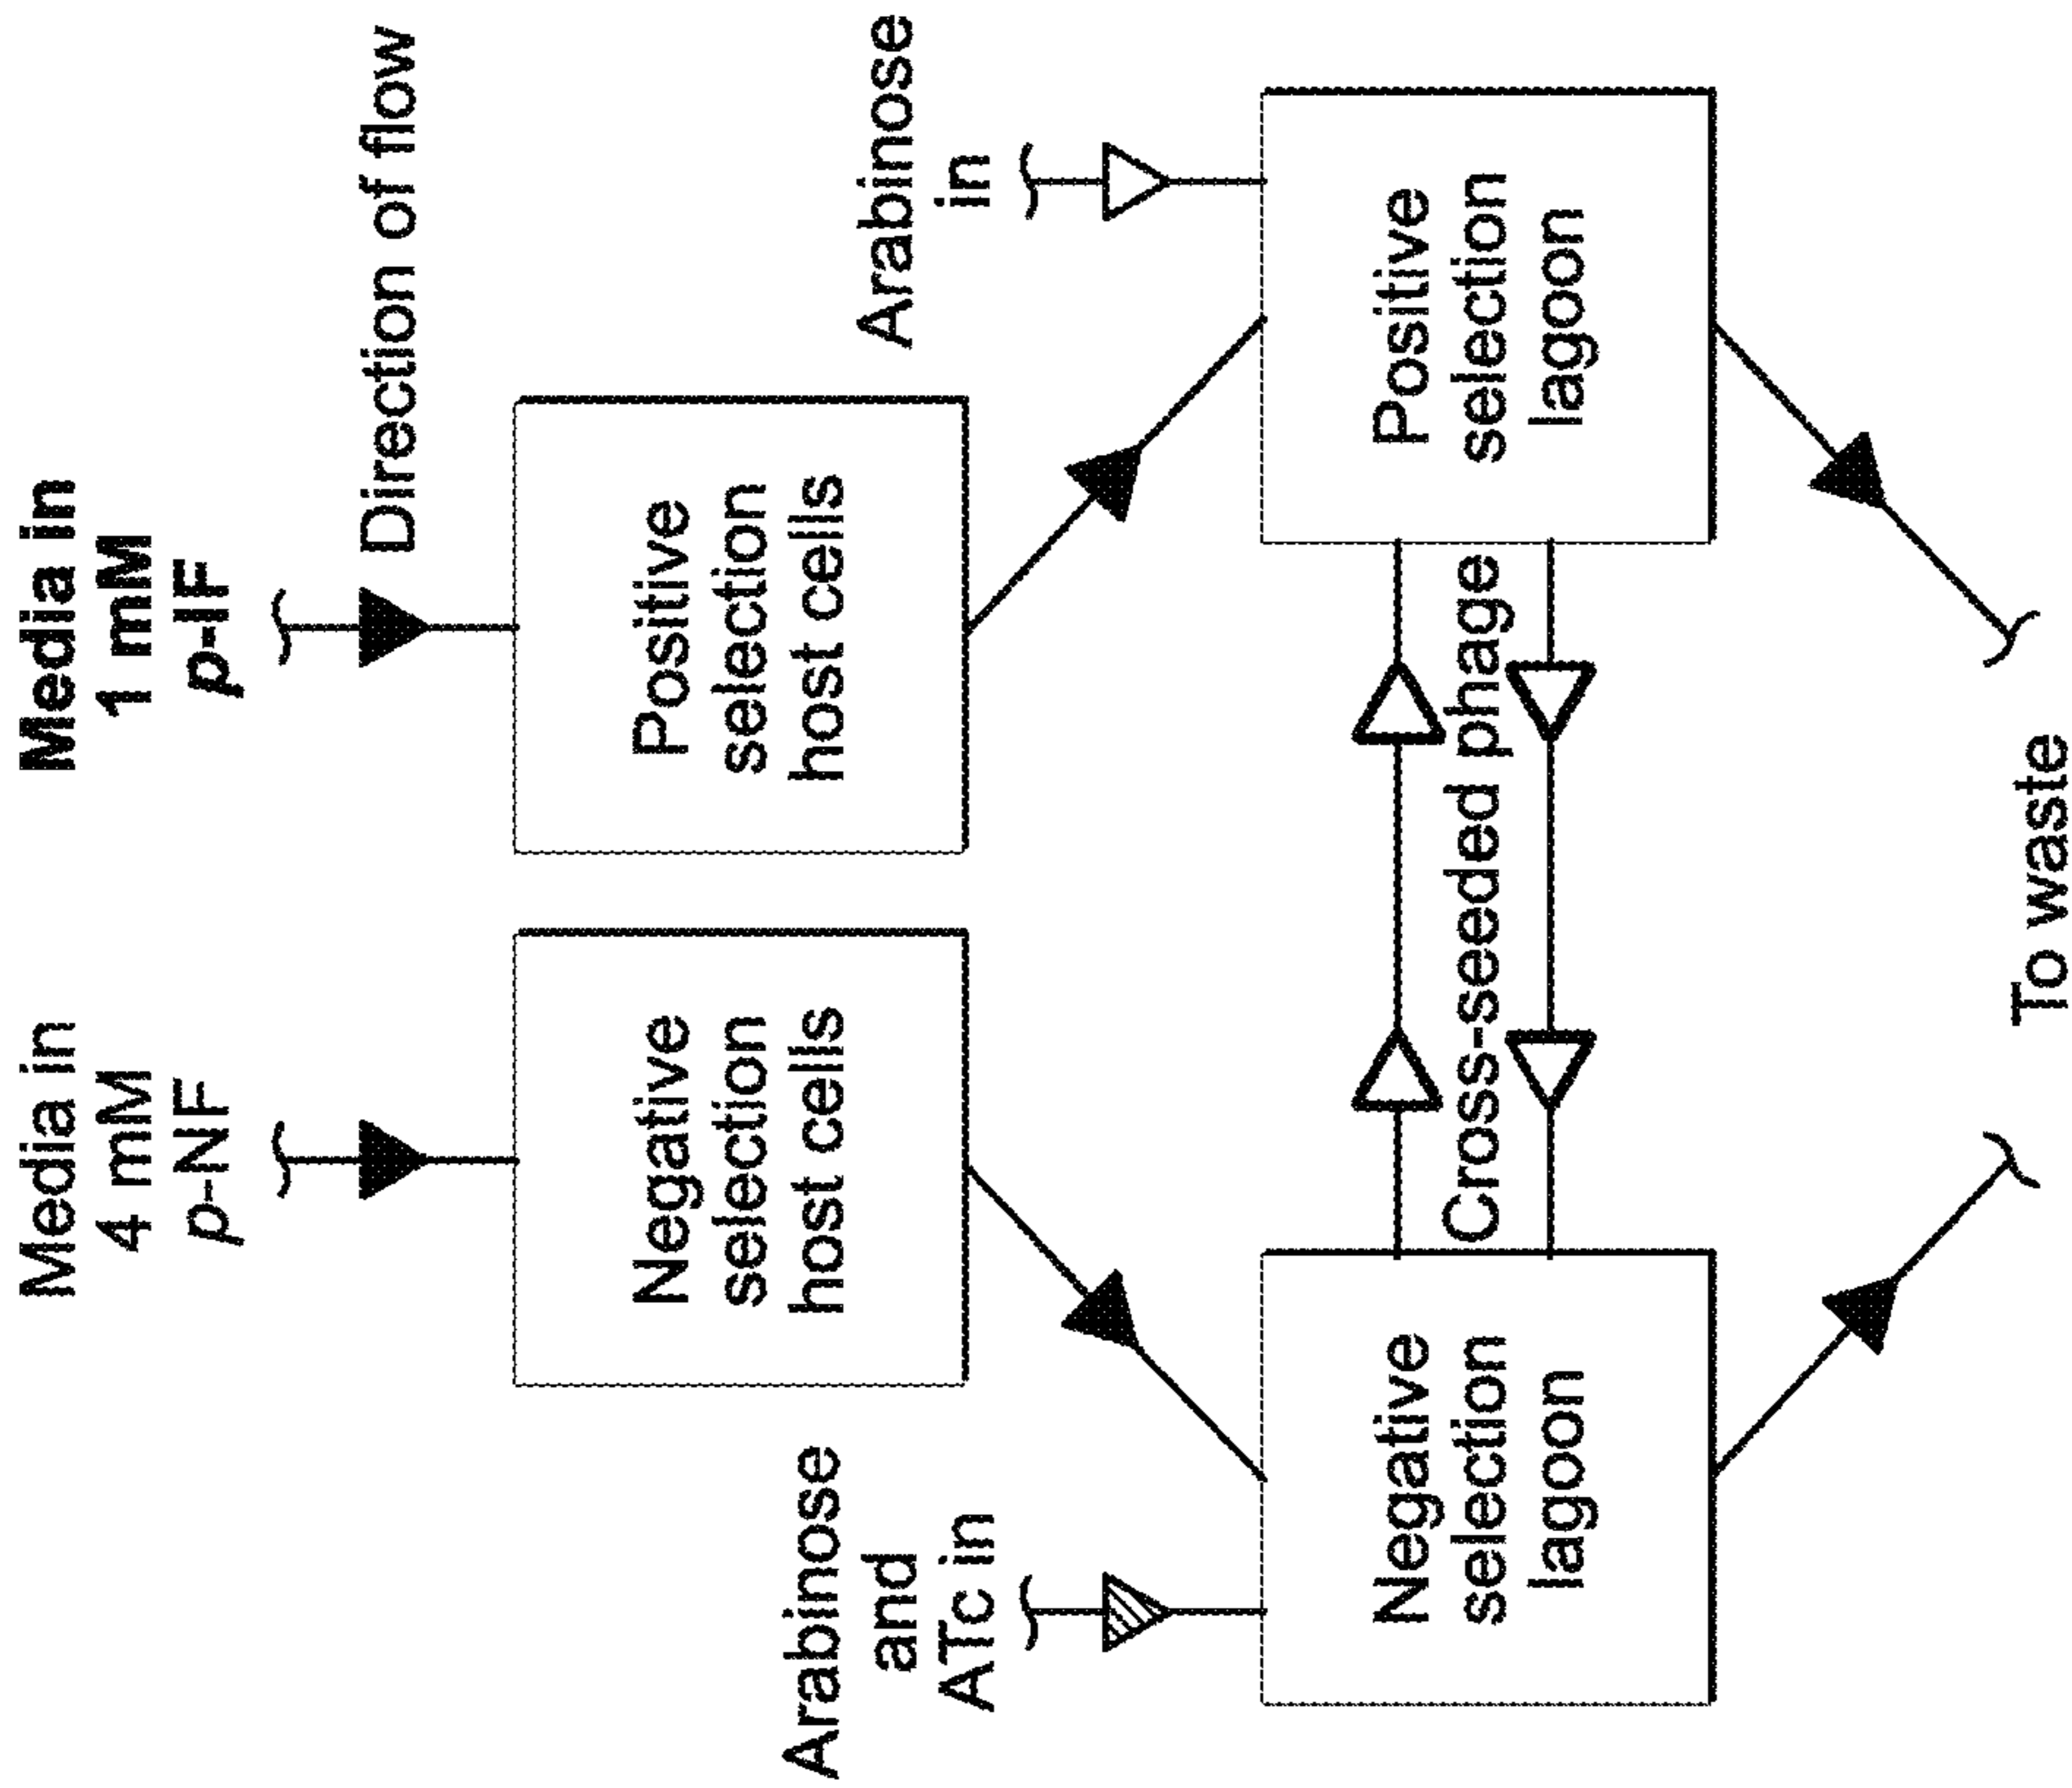 Media in
4 mM
p-NF
Media in
1 mM
p-IF
Direction of flow
Negative
selection
host cells
Positive
selection
host cells
Arabinose
and
ATc in
Arabinose
in
Negative
selection
lagoon
Cross-seeded phage
Positive
selection
lagoon
To waste